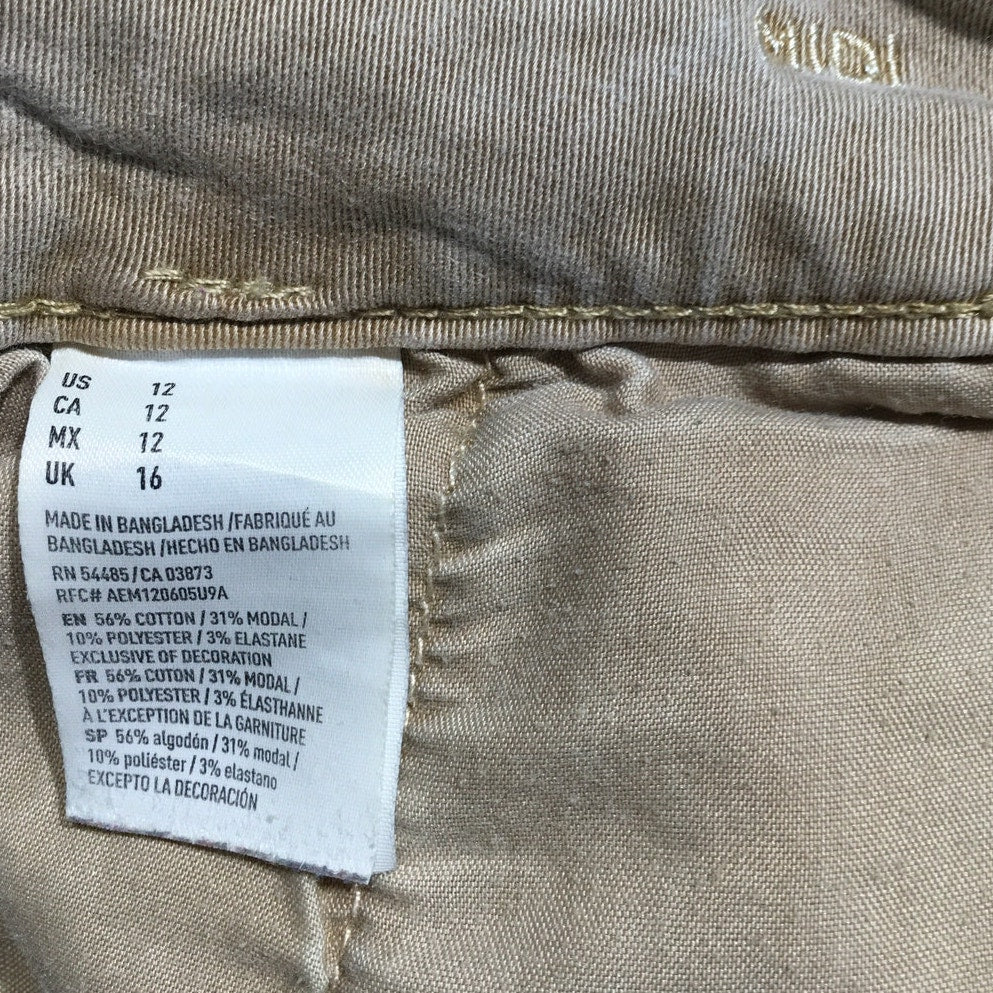 MIDI
US 12
CA 12
MX 12
UK 16
MADE IN BANGLADESH /FABRIQUÉ AU
BANGLADESH /HECHO EN BANGLADESH
RN 54485/CA 03873
RFC# AEM120605U9A
EN 56% COTTON / 31% MODAL /
10% POLYESTER / 3% ELASTANE
EXCLUSIVE OF DECORATION
FR 56% COTON / 31% MODAL /
10% POLYESTER / 3% ÉLASTHANNE
À L'EXCEPTION DE LA GARNITURE
SP 56% algodón / 31% modal /
10% poliéster / 3% elastano
EXCEPTO LA DECORACIÓN